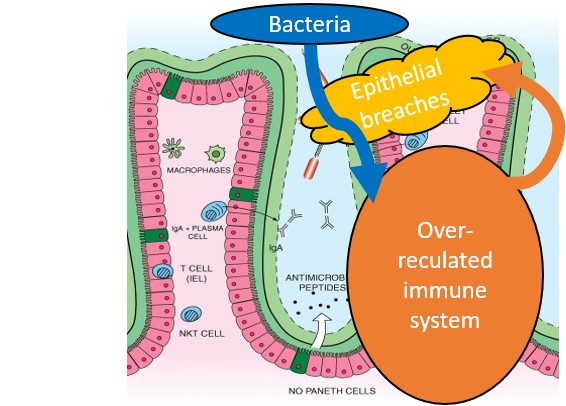 Bacteria
Epithelial
breaches
CELL
MACROPHAGES
IgA + PLASMA
CELL
IgA
T CELL
(IEL)
ANTIMICROBI
PEPTIDES
NKT CELL
NO PANETH CELLS
Over-
reculated
immune
system